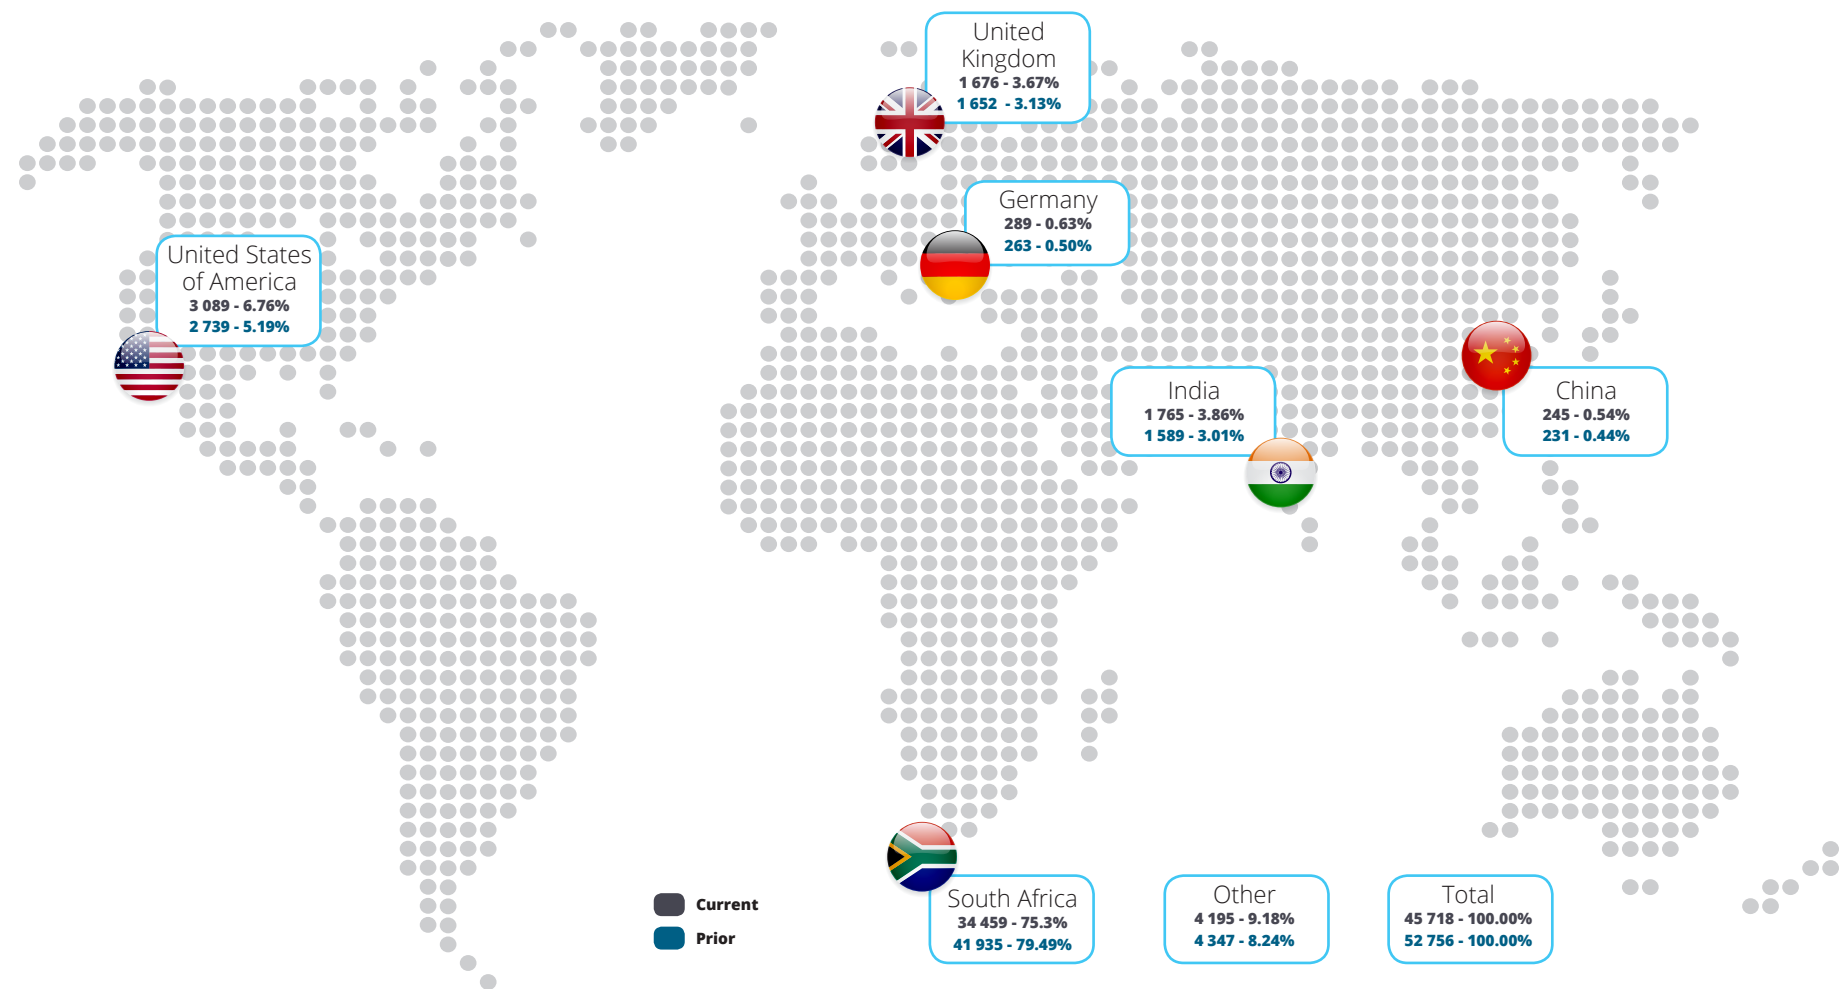 United
Kingdom
1 676 - 3.67%
1 652 - 3.13%
Germany
289 - 0.63%
263 - 0.50%
United States
of America
3 089 - 6.76%
2 739 - 5.19%
India
1 765 - 3.86%
1 589 - 3.01%
China
245 - 0.54%
231 - 0.44%
Current
Prior
South Africa
34 459 - 75.3%
41 935 - 79.49%
Other
4 195 - 9.18%
4 347 - 8.24%
Total
45 718 - 100.00%
52 756 - 100.00%